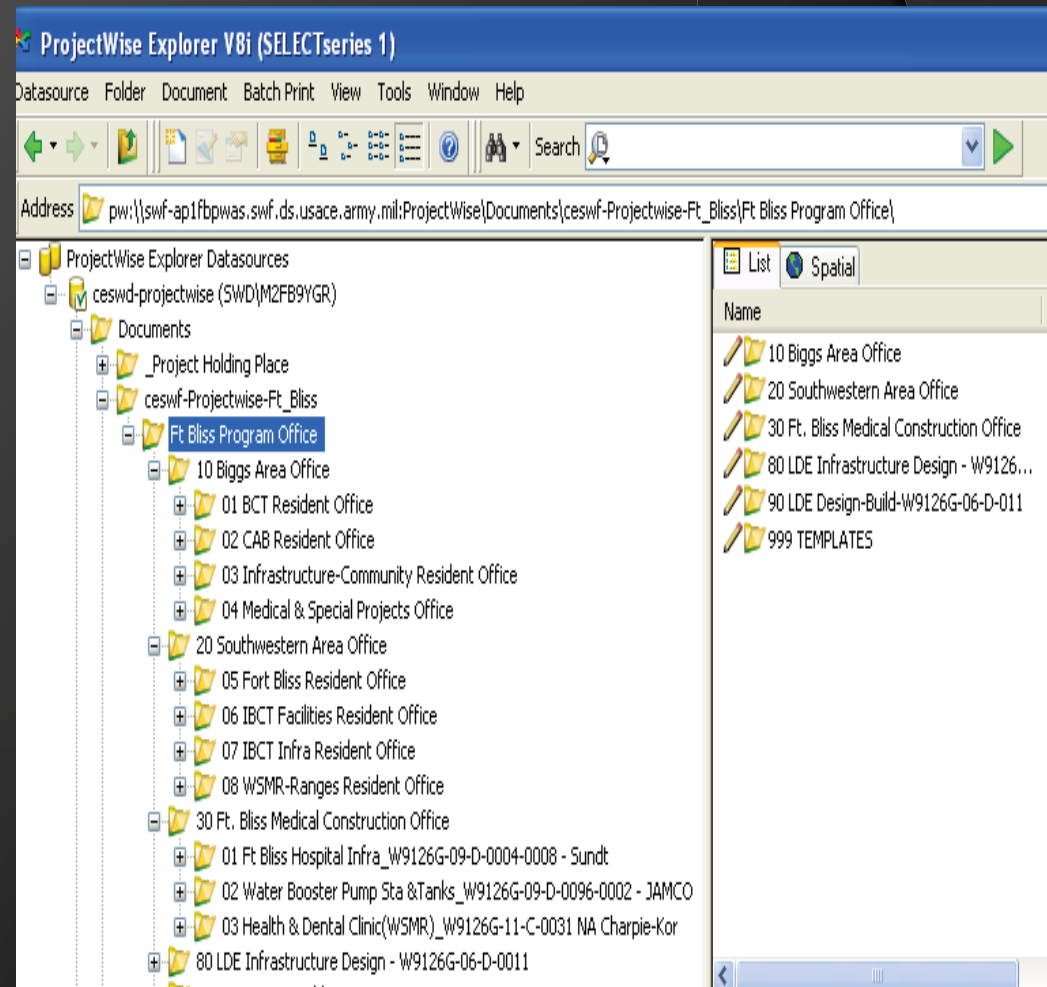 ProjectWise Explorer V8i (SELECTseries 1)
Datasource Folder Document Batch Print View Tools Window Help
Search
Address pw:\\swf-ap1fbpwas.swf.ds.usace.army.mil:ProjectWise\Documents\ceswf-Projectwise-Ft_Bliss\Ft Bliss Program Office\
ProjectWise Explorer Datasources
ceswd-projectwise (SWD\M2FB9YGR)
Documents
_Project Holding Place
ceswf-Projectwise-Ft_Bliss
Ft Bliss Program Office
10 Biggs Area Office
01 BCT Resident Office
02 CAB Resident Office
03 Infrastructure-Community Resident Office
04 Medical & Special Projects Office
20 Southwestern Area Office
05 Fort Bliss Resident Office
06 IBCT Facilities Resident Office
07 IBCT Infra Resident Office
08 WSMR-Ranges Resident Office
30 Ft. Bliss Medical Construction Office
01 Ft Bliss Hospital Infra_W9126G-09-D-0004-0008 - Sundt
02 Water Booster Pump Sta &Tanks_W9126G-09-D-0096-0002 - JAMCO
03 Health & Dental Clinic(WSMR)_W9126G-11-C-0031 NA Charpie-Kor
80 LDE Infrastructure Design - W9126G-06-D-0011
List Spatial
Name
10 Biggs Area Office
20 Southwestern Area Office
30 Ft. Bliss Medical Construction Office
80 LDE Infrastructure Design - W9126...
90 LDE Design-Build-W9126G-06-D-011
999 TEMPLATES